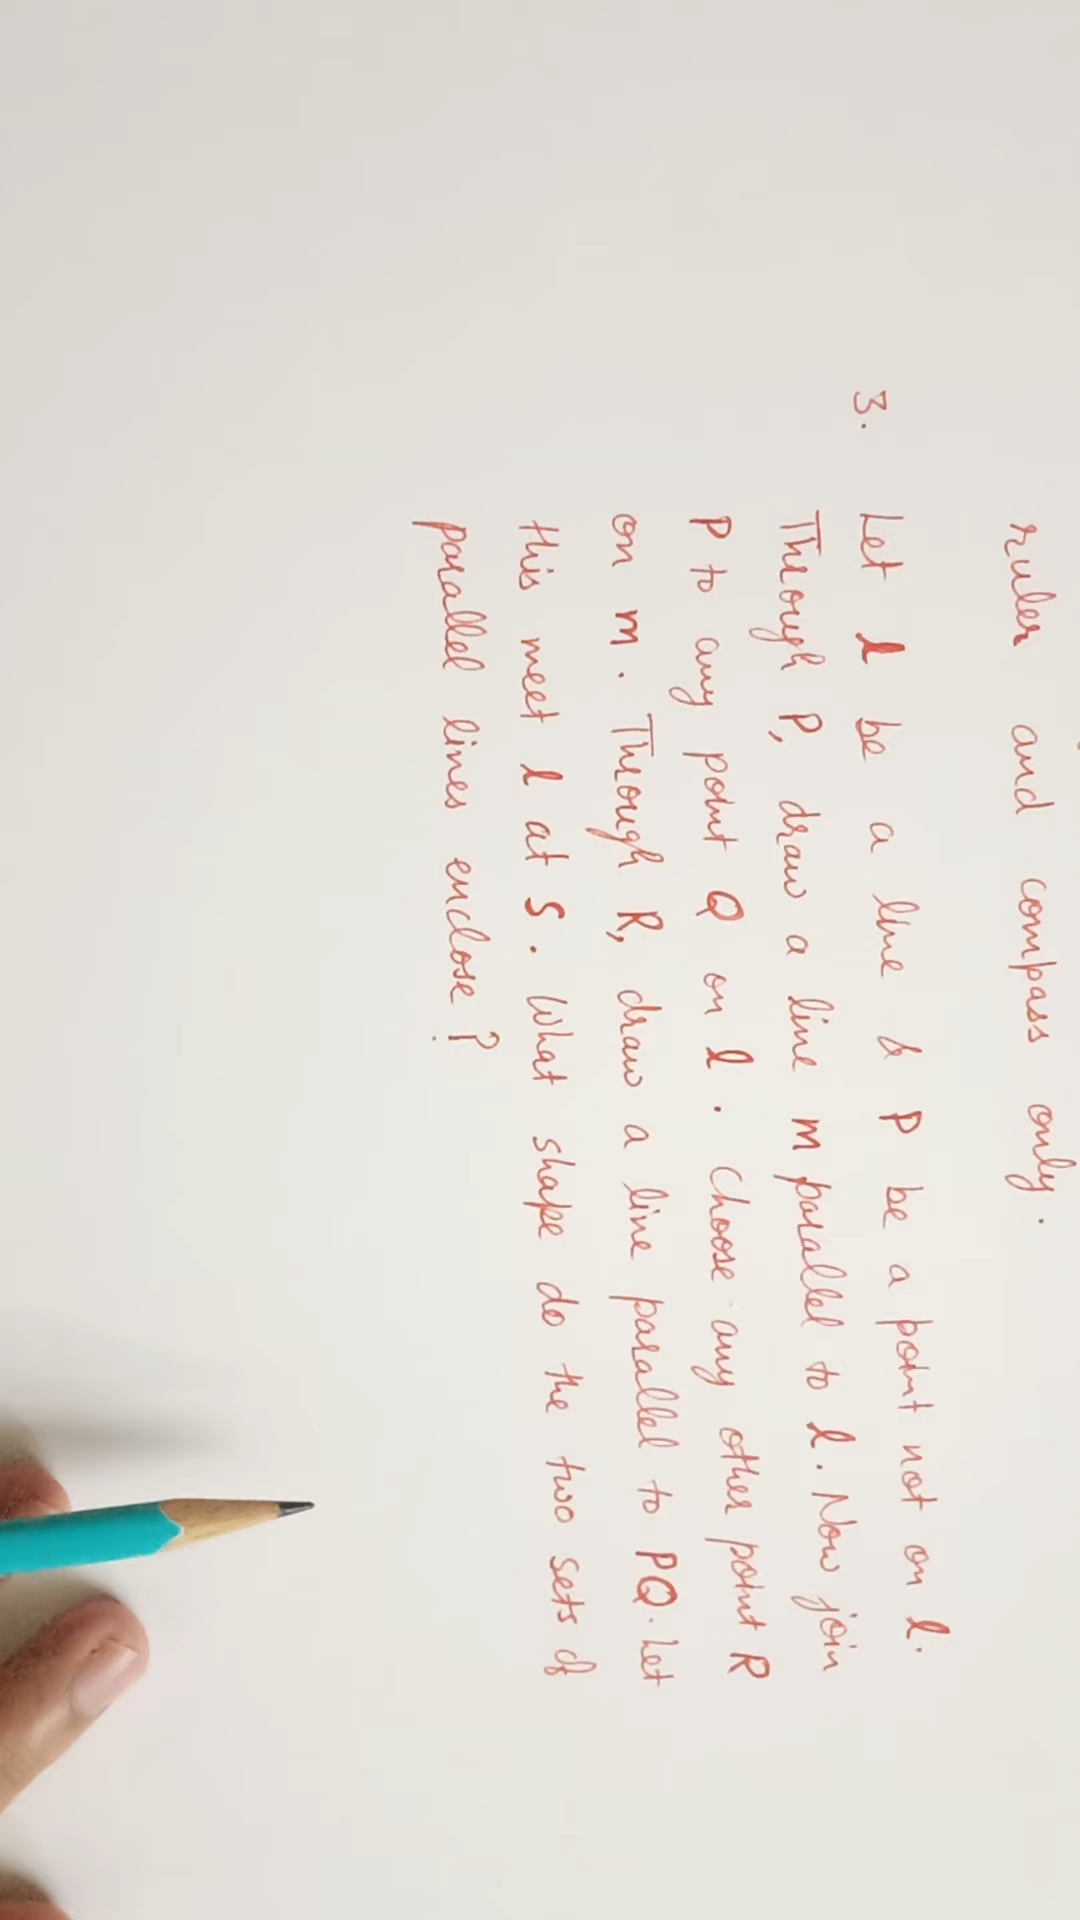 ruler and compass only.
3. Let l be a line & P be a point not on l.
Through P, draw a line m parallel to l. Now join
P to any point Q on l. Choose any other point R
on m. Through R, draw a line parallel to PQ. Let
this meet l at S. What shape do the two sets of
parallel lines enclose?